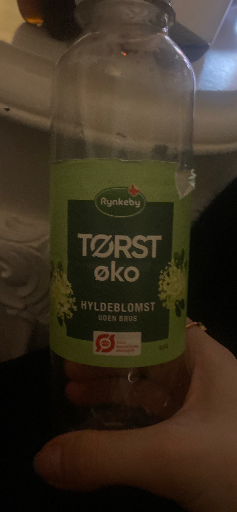 Rynkeby
TØRST
øko
HYLDEBLOMST
UDEN BRUS
Ø